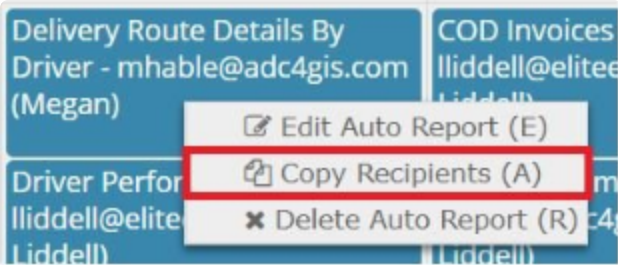 Delivery Route Details By
Driver - mhable@adc4gis.com
(Megan)
COD Invoices
lliddell@elitee
Edit Auto Report (E)
Copy Recipients (A)
Delete Auto Report (R)
Driver Perfor
lliddell@elite
Liddell)
Liddell)